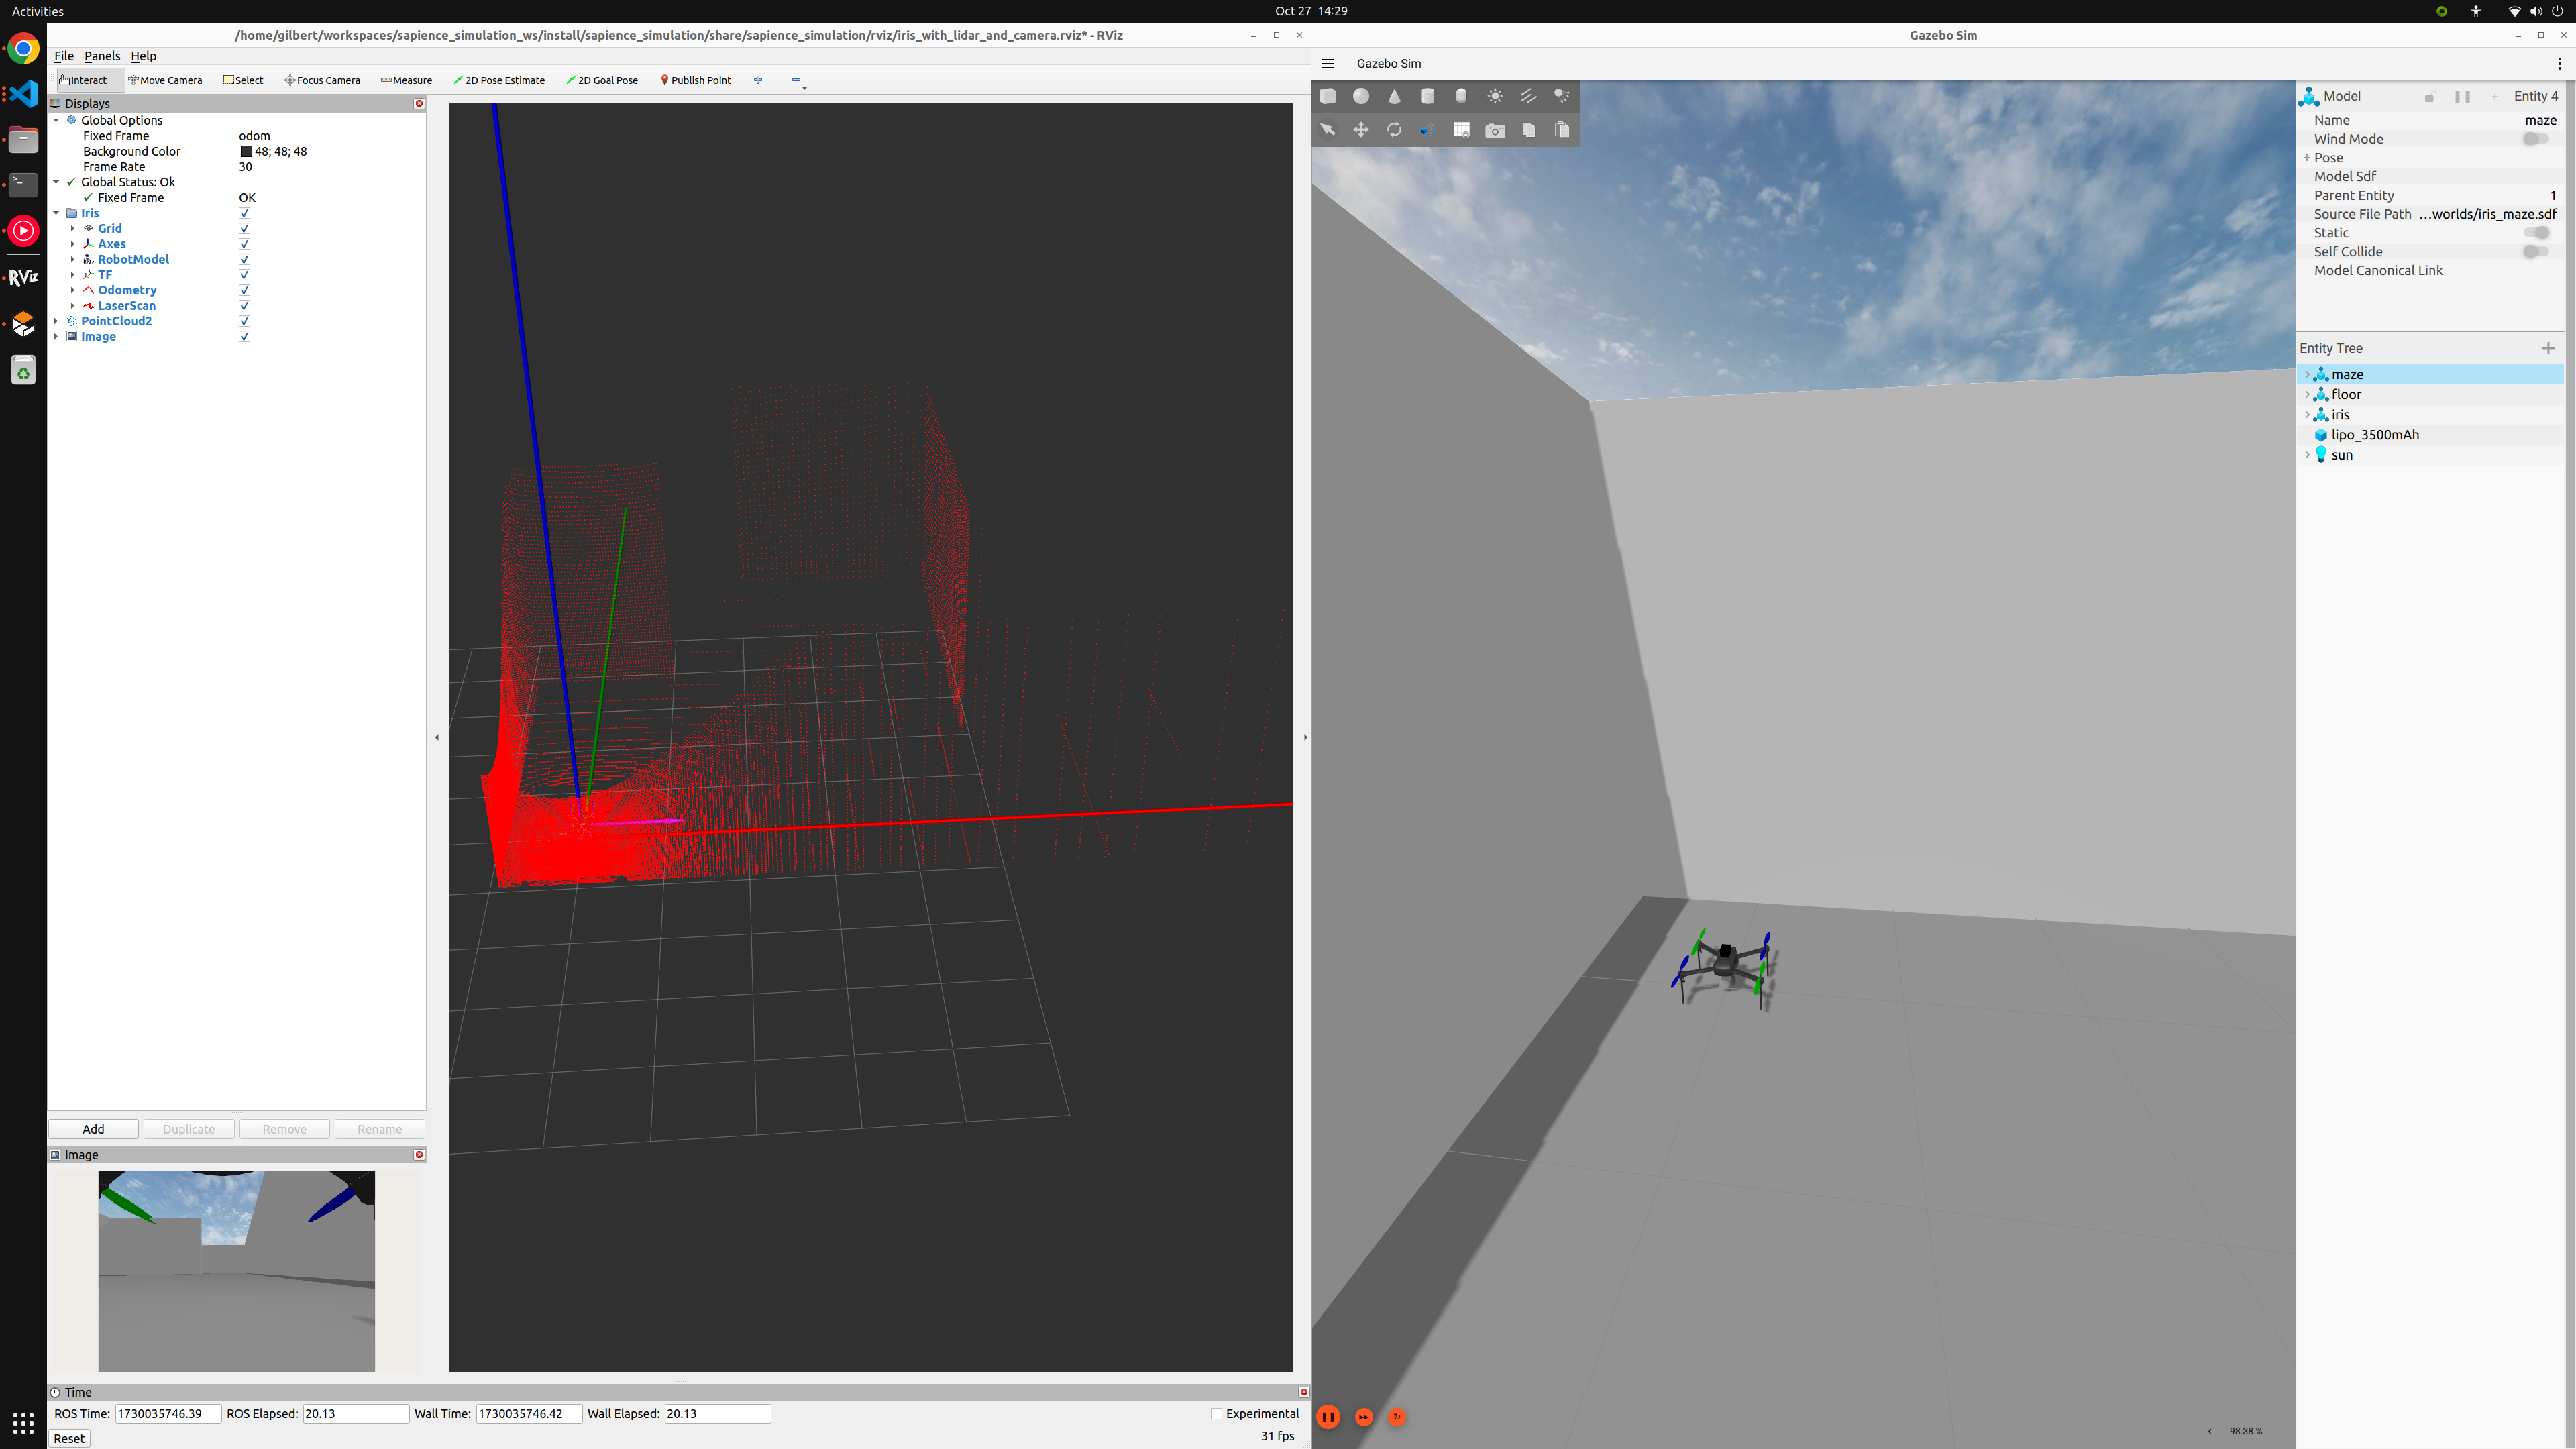 Activities
Oct 27 14:29
/home/gilbert/workspaces/sapience_simulation_ws/install/sapience_simulation/share/sapience_simulation/rviz/iris_with_lidar_and_camera.rviz* - RViz
File Panels Help
Interact Move Camera Select Focus Camera Measure 2D Pose Estimate 2D Goal Pose Publish Point
Displays
Global Options
Fixed Frame odom
Background Color 48; 48; 48
Frame Rate 30
Global Status: Ok
Fixed Frame OK
Iris
Grid
Axes
RobotModel
TF
Odometry
LaserScan
PointCloud2
Image
RViz
Add Duplicate Remove Rename
Image
Time
ROS Time: 1730035746.39 ROS Elapsed: 20.13 Wall Time: 1730035746.42 Wall Elapsed: 20.13 Experimental
Reset 31 fps
Gazebo Sim
Gazebo Sim
Model Entity 4
Name maze
Wind Mode
Pose
Model Sdf
Parent Entity 1
Source File Path ...worlds/iris_maze.sdf
Static
Self Collide
Model Canonical Link
Entity Tree
maze
floor
iris
lipo_3500mAh
sun
98.38 %